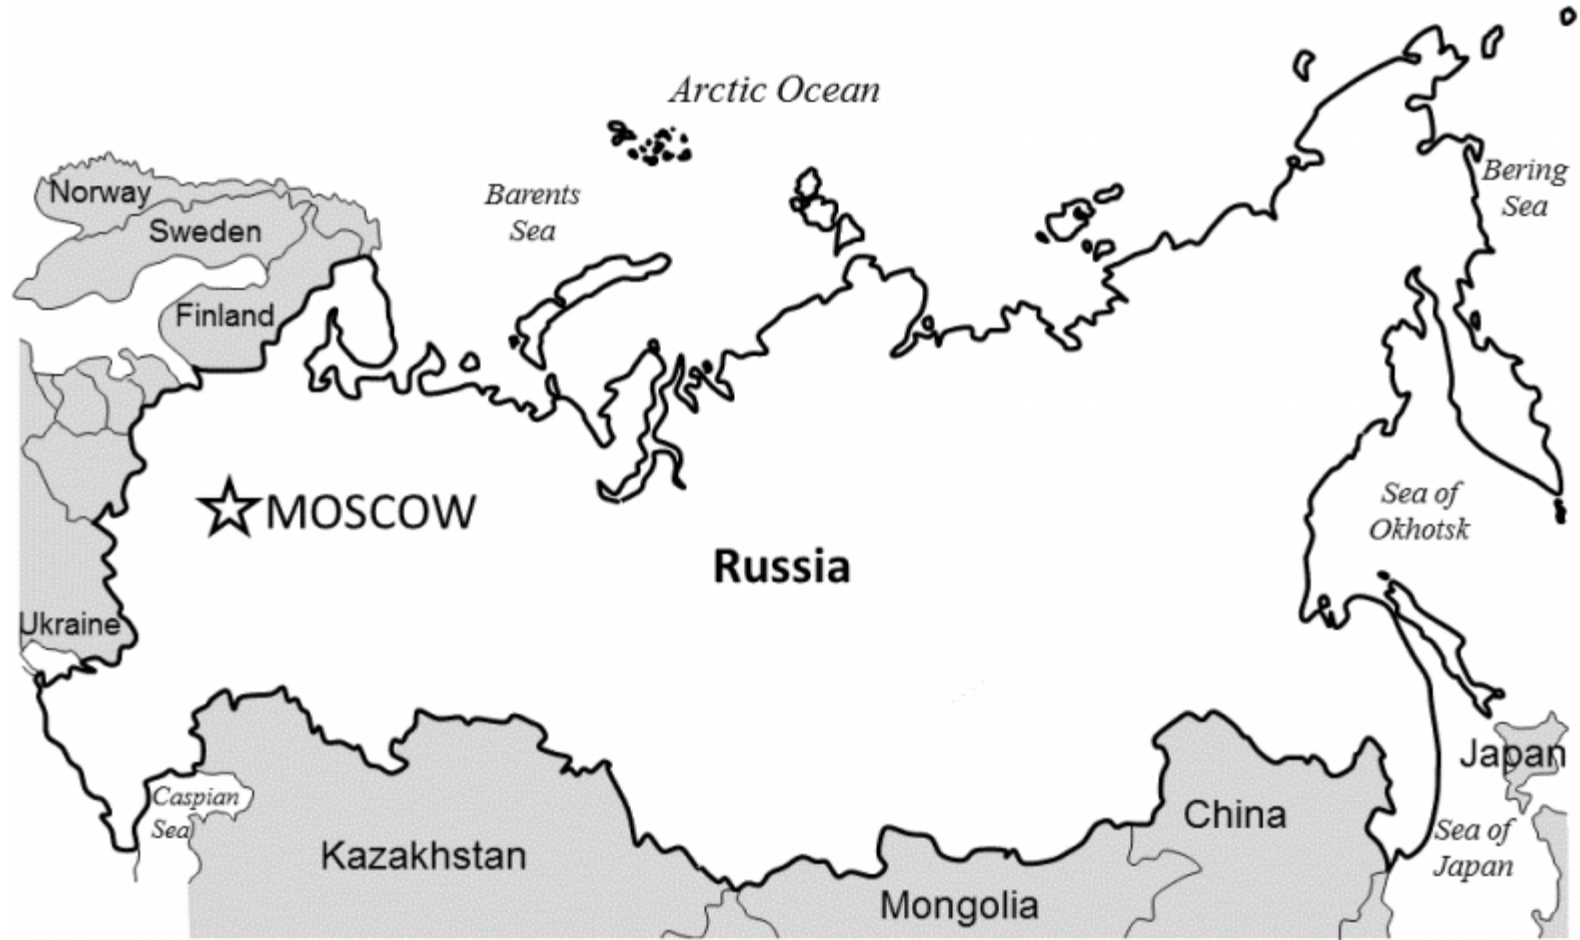 Arctic Ocean
Barents
Sea
Bering
Sea
Norway
Sweden
Finland
MOSCOW
Russia
Sea of
Okhotsk
Ukraine
Caspian
Sea
Kazakhstan
Mongolia
China
Japan
Sea of
Japan